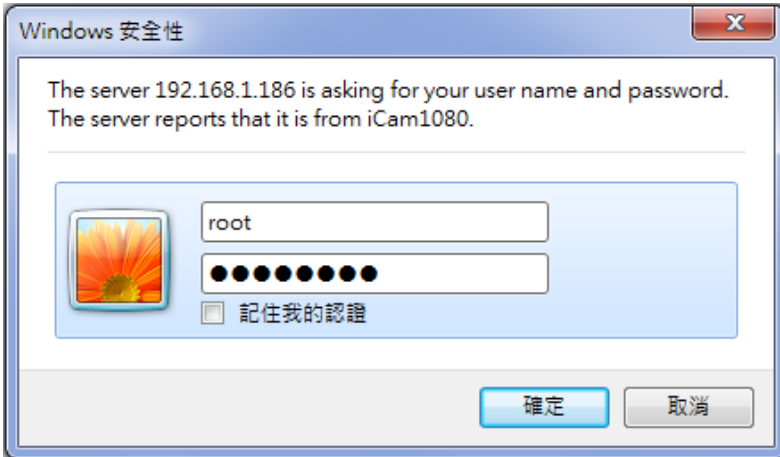 Windows 安全性
The server 192.168.1.186 is asking for your user name and password.
The server reports that it is from iCam1080.
root
●●●●●●●●
記住我的認證
確定
取消